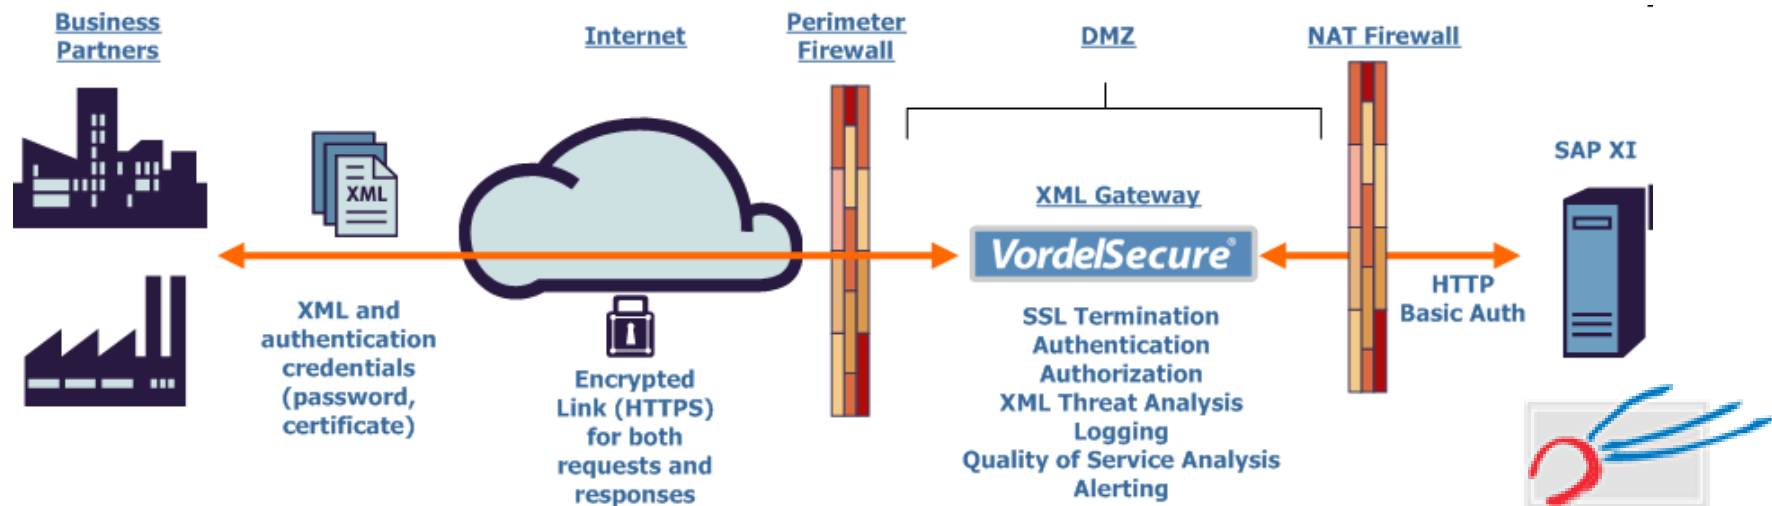 Business
Partners
Internet
Perimeter
Firewall
DMZ
NAT Firewall
XML
SAP XI
XML Gateway
VordelSecure®
XML and
authentication
credentials
(password,
certificate)
Encrypted
Link (HTTPS)
for both
requests and
responses
SSL Termination
Authentication
Authorization
XML Threat Analysis
Logging
Quality of Service Analysis
Alerting
HTTP
Basic Auth